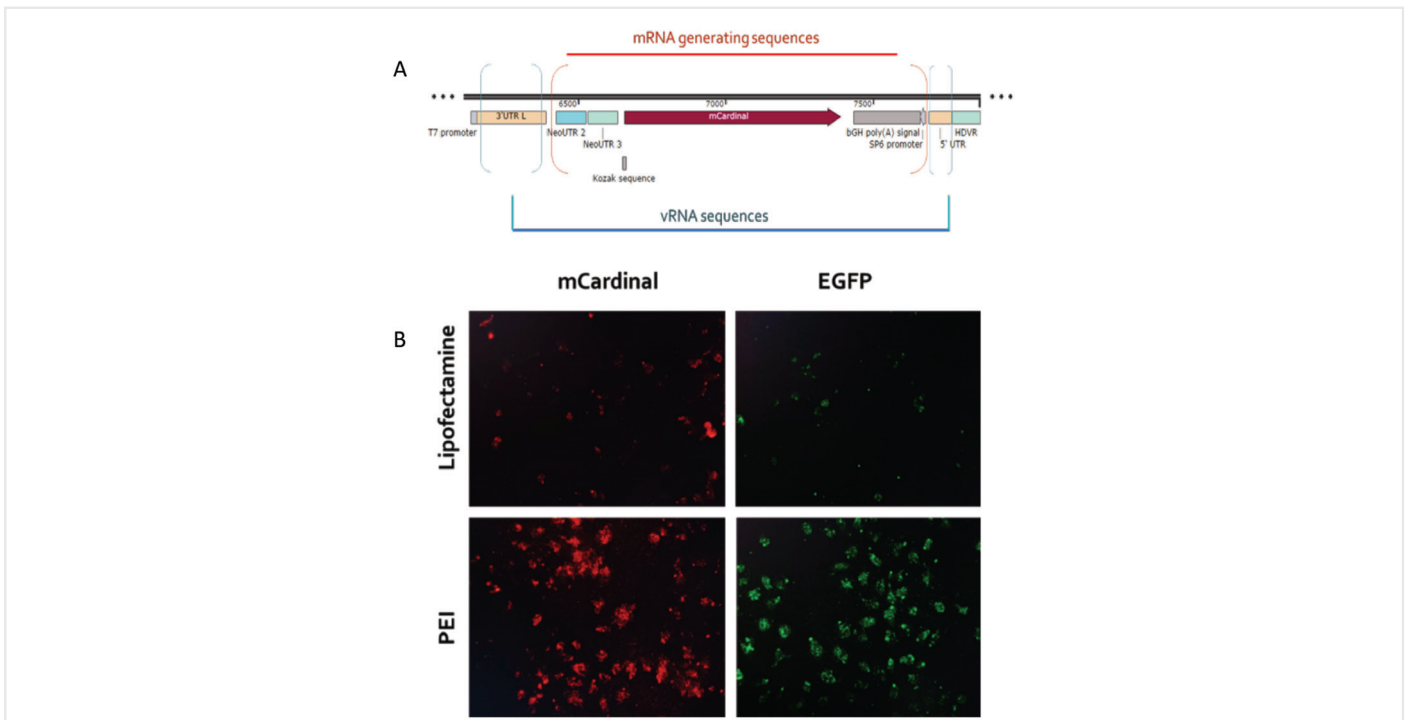 mRNA generating sequences
A
6500
7000
7500
3'UTR L
mCardinal
T7 promoter
NeoUTR 2
bGH poly(A) signal
HDVR
NeoUTR 3
SP6 promoter
5' UTR
Kozak sequence
vRNA sequences
mCardinal
EGFP
B
Lipofectamine
PEI